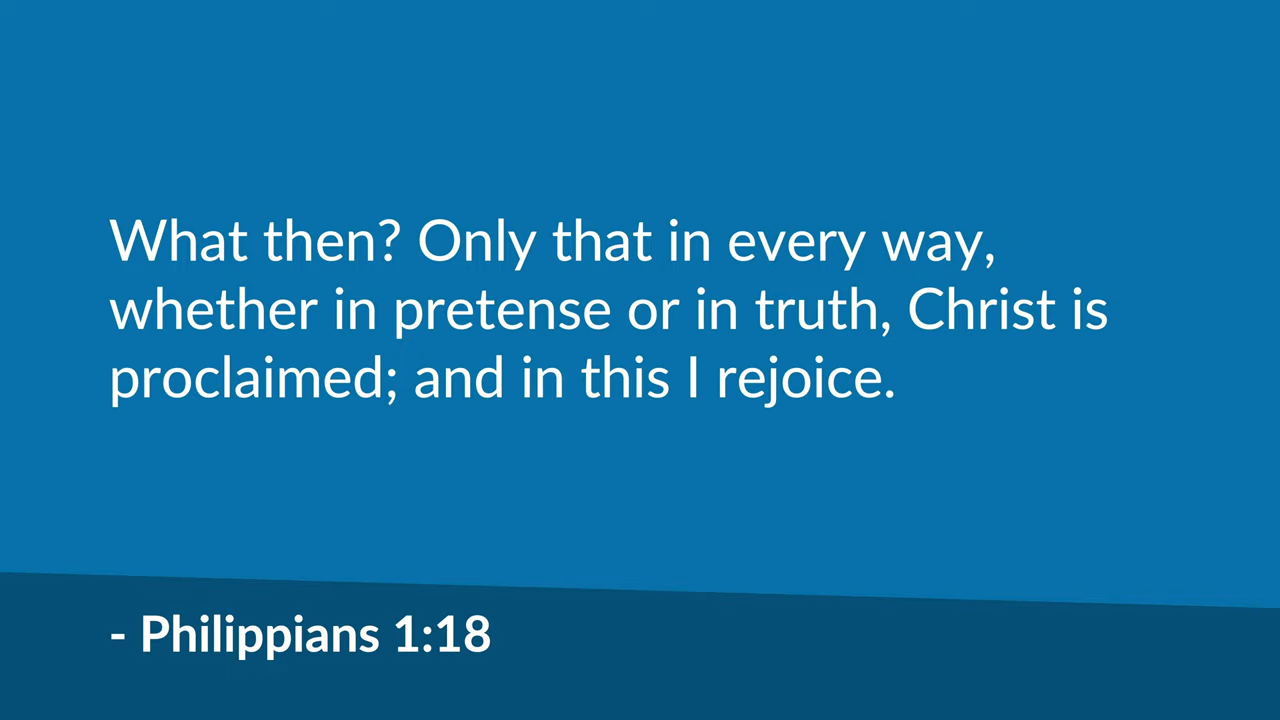 What then? Only that in every way,
whether in pretense or in truth, Christ is
proclaimed; and in this I rejoice.
- Philippians 1:18